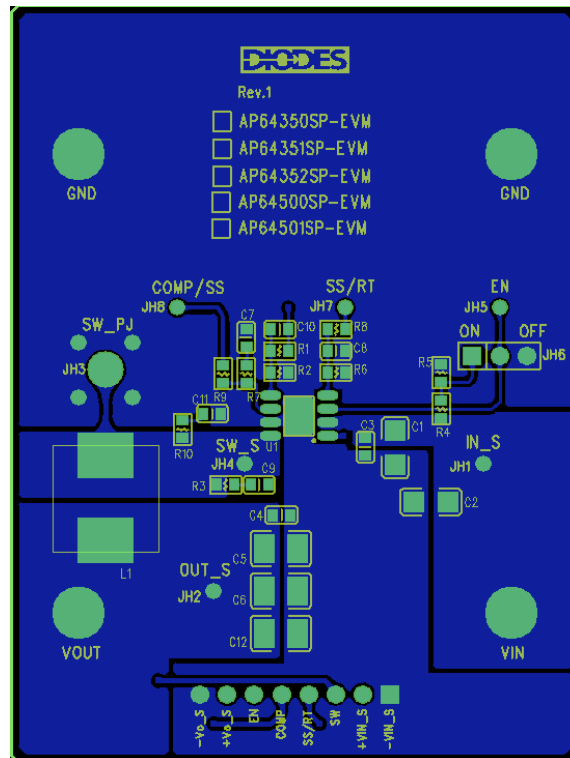 DIODES
Rev.1
AP64350SP-EVM
AP64351SP-EVM
AP64352SP-EVM
AP64500SP-EVM
AP64501SP-EVM
GND
GND
COMP/SS
SS/RT
EN
JH8
JH7
JH5
SW_PJ
C7
C10
R8
ON
OFF
JH3
R1
C8
R5
JH6
R2
R6
R9
R7
C11
R4
R10
U1
C3
C1
SW_S
IN_S
JH4
JH1
R3
C9
C2
C4
C5
L1
OUT_S
JH2
C6
C12
VOUT
VIN
-Vo_S
+Vo_S
EN
COMP
SS/RT
SW
+VIN_S
-VIN_S